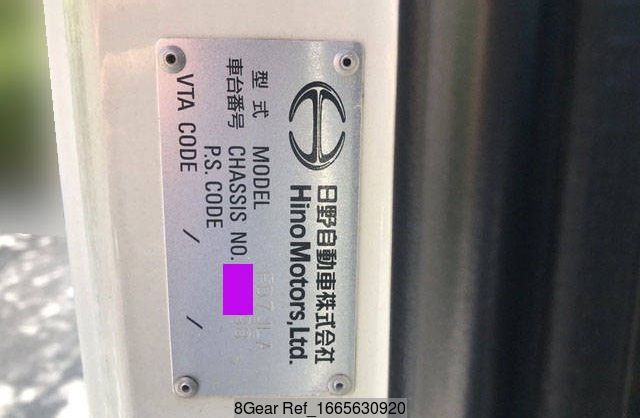 日野自動車株式会社
Hino Motors, Ltd.
型式 MODEL
車台番号 CHASSIS NO.
P.S. CODE /
VTA CODE /
8Gear Ref_1665630920